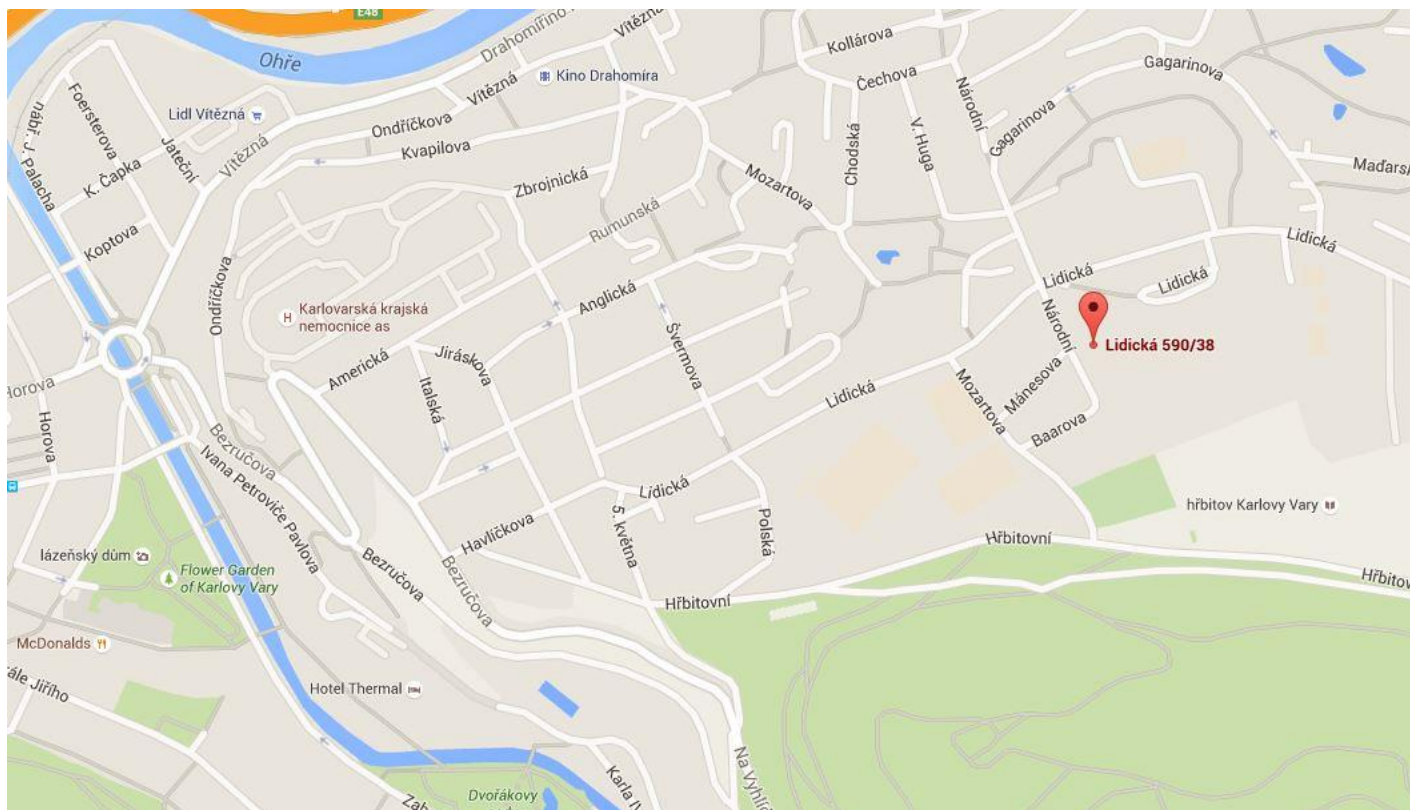 E48
Ohře
Drahomířino
Vítězná
Kollárova
Kino Drahomíra
Vítězná
Čechova
Gagarinova
Národní
nábř. J. Palacha
Foersterova
Lidl Vítězná
Ondříčkova
V. Huga
Gagarinova
Jateční
Vítězná
Kvapilova
Chodská
Maďarsk
K. Čapka
Zbrojnická
Mozartova
Rumunská
Koptova
Lidická
Lidická
Lidická
Ondříčkova
Anglická
Karlovarská krajská
nemocnice as
Národní
Švermova
Lidická 590/38
Jiráskova
Americká
Horova
Italská
Lidická
Mozartova
Mánesova
Horova
Baarova
Bezručova
Ivana Petroviče Pavlova
Lidická
Havlíčkova
5. května
Polská
hřbitov Karlovy Vary
Hřbitovní
lázeňský dům
Flower Garden
of Karlovy Vary
Bezručova
Bezručova
Hřbitov
Hřbitovní
McDonalds
ále Jiřího
Hotel Thermal
Na Vyhlíd
Karla IV
Dvořákovy
Zah